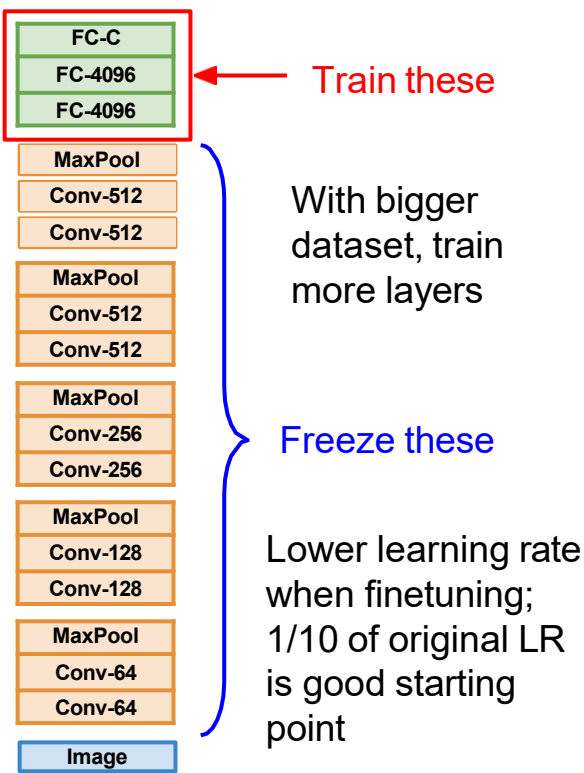 FC-C
FC-4096
FC-4096
Train these
MaxPool
Conv-512
Conv-512
With bigger
dataset, train
more layers
MaxPool
Conv-512
Conv-512
MaxPool
Conv-256
Conv-256
Freeze these
MaxPool
Conv-128
Conv-128
MaxPool
Conv-64
Conv-64
Lower learning rate
when finetuning;
1/10 of original LR
is good starting
point
Image